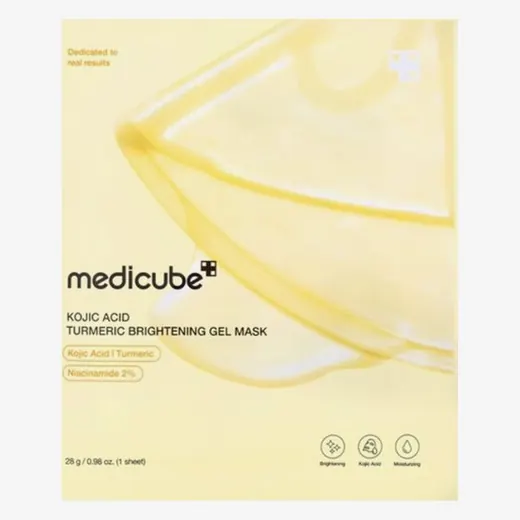 Dedicated to
real results
medicube
KOJIC ACID
TURMERIC BRIGHTENING GEL MASK
Kojic Acid | Turmeric
Niacinamide 2%
28 g / 0.98 oz. (1 sheet)
Brightening
Kojic Acid
Moisturizing